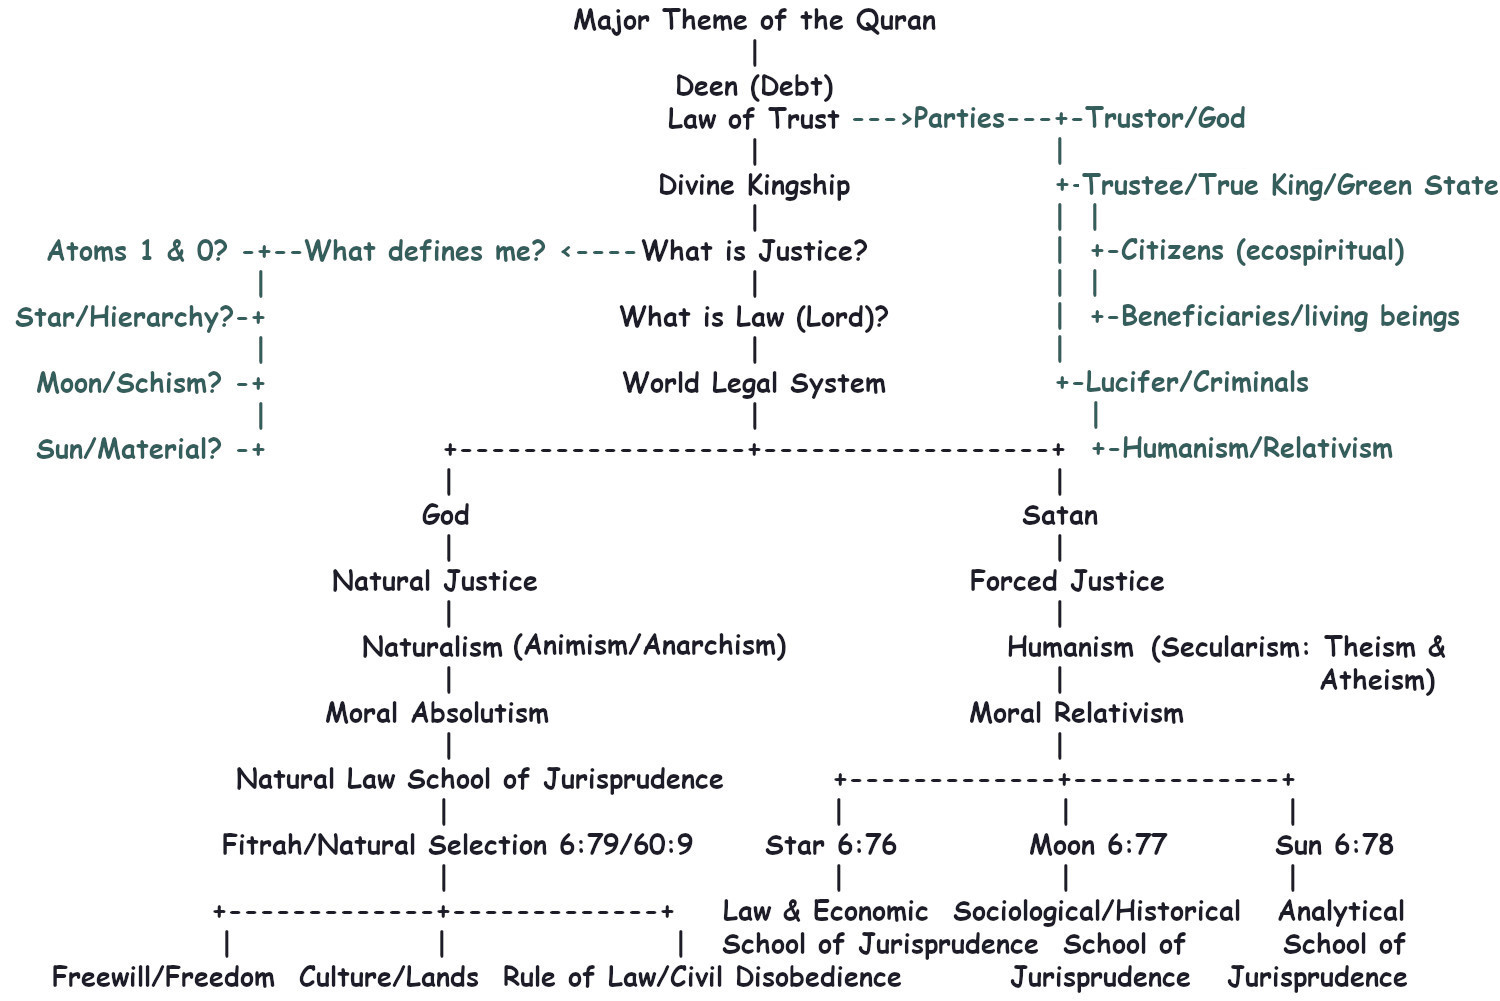 Major Theme of the Quran
|
Deen (Debt)
Law of Trust --->Parties---+-Trustor/God
| |
Divine Kingship +-Trustee/True King/Green State
| | |
Atoms 1 & 0? -+--What defines me? <----What is Justice? | +-Citizens (ecospiritual)
| | | |
Star/Hierarchy?-+ What is Law (Lord)? | +-Beneficiaries/living beings
| | |
Moon/Schism? -+ World Legal System +-Lucifer/Criminals
| | |
Sun/Material? -+ +------------------+------------------+ +-Humanism/Relativism
| |
God Satan
| |
Natural Justice Forced Justice
| |
Naturalism (Animism/Anarchism) Humanism (Secularism: Theism &
| | Atheism)
Moral Absolutism Moral Relativism
| |
Natural Law School of Jurisprudence +-------------+-------------+
| | | |
Fitrah/Natural Selection 6:79/60:9 Star 6:76 Moon 6:77 Sun 6:78
| | | |
+-------------+-------------+ Law & Economic Sociological/Historical Analytical
| | | School of Jurisprudence School of School of
Freewill/Freedom Culture/Lands Rule of Law/Civil Disobedience Jurisprudence Jurisprudence